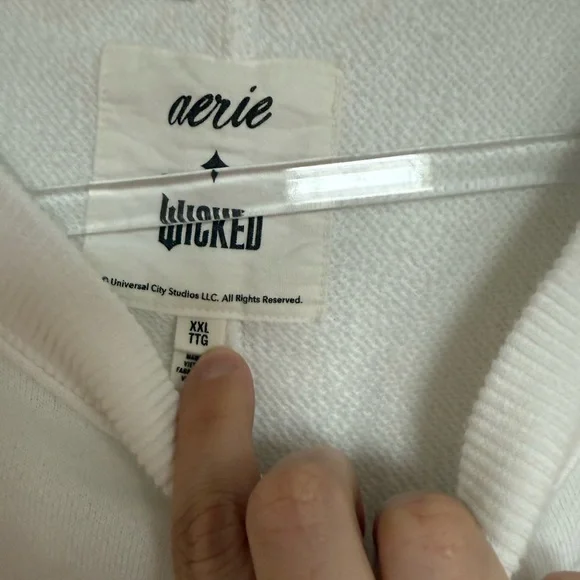 aerie
WICKED
© Universal City Studios LLC. All Rights Reserved.
XXL
TTG